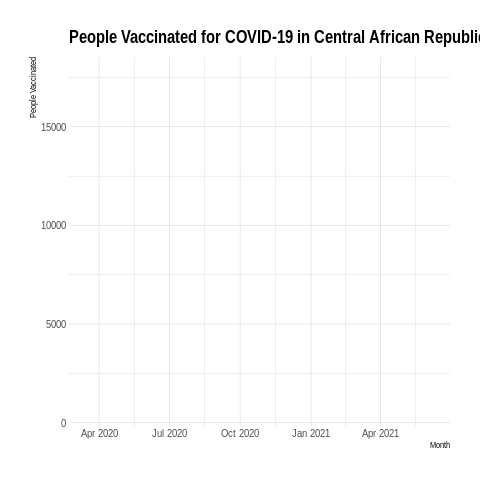 People Vaccinated for COVID-19 in Central African Republic
People Vaccinated
15000
10000
5000
0
Apr 2020 Jul 2020 Oct 2020 Jan 2021 Apr 2021
Month